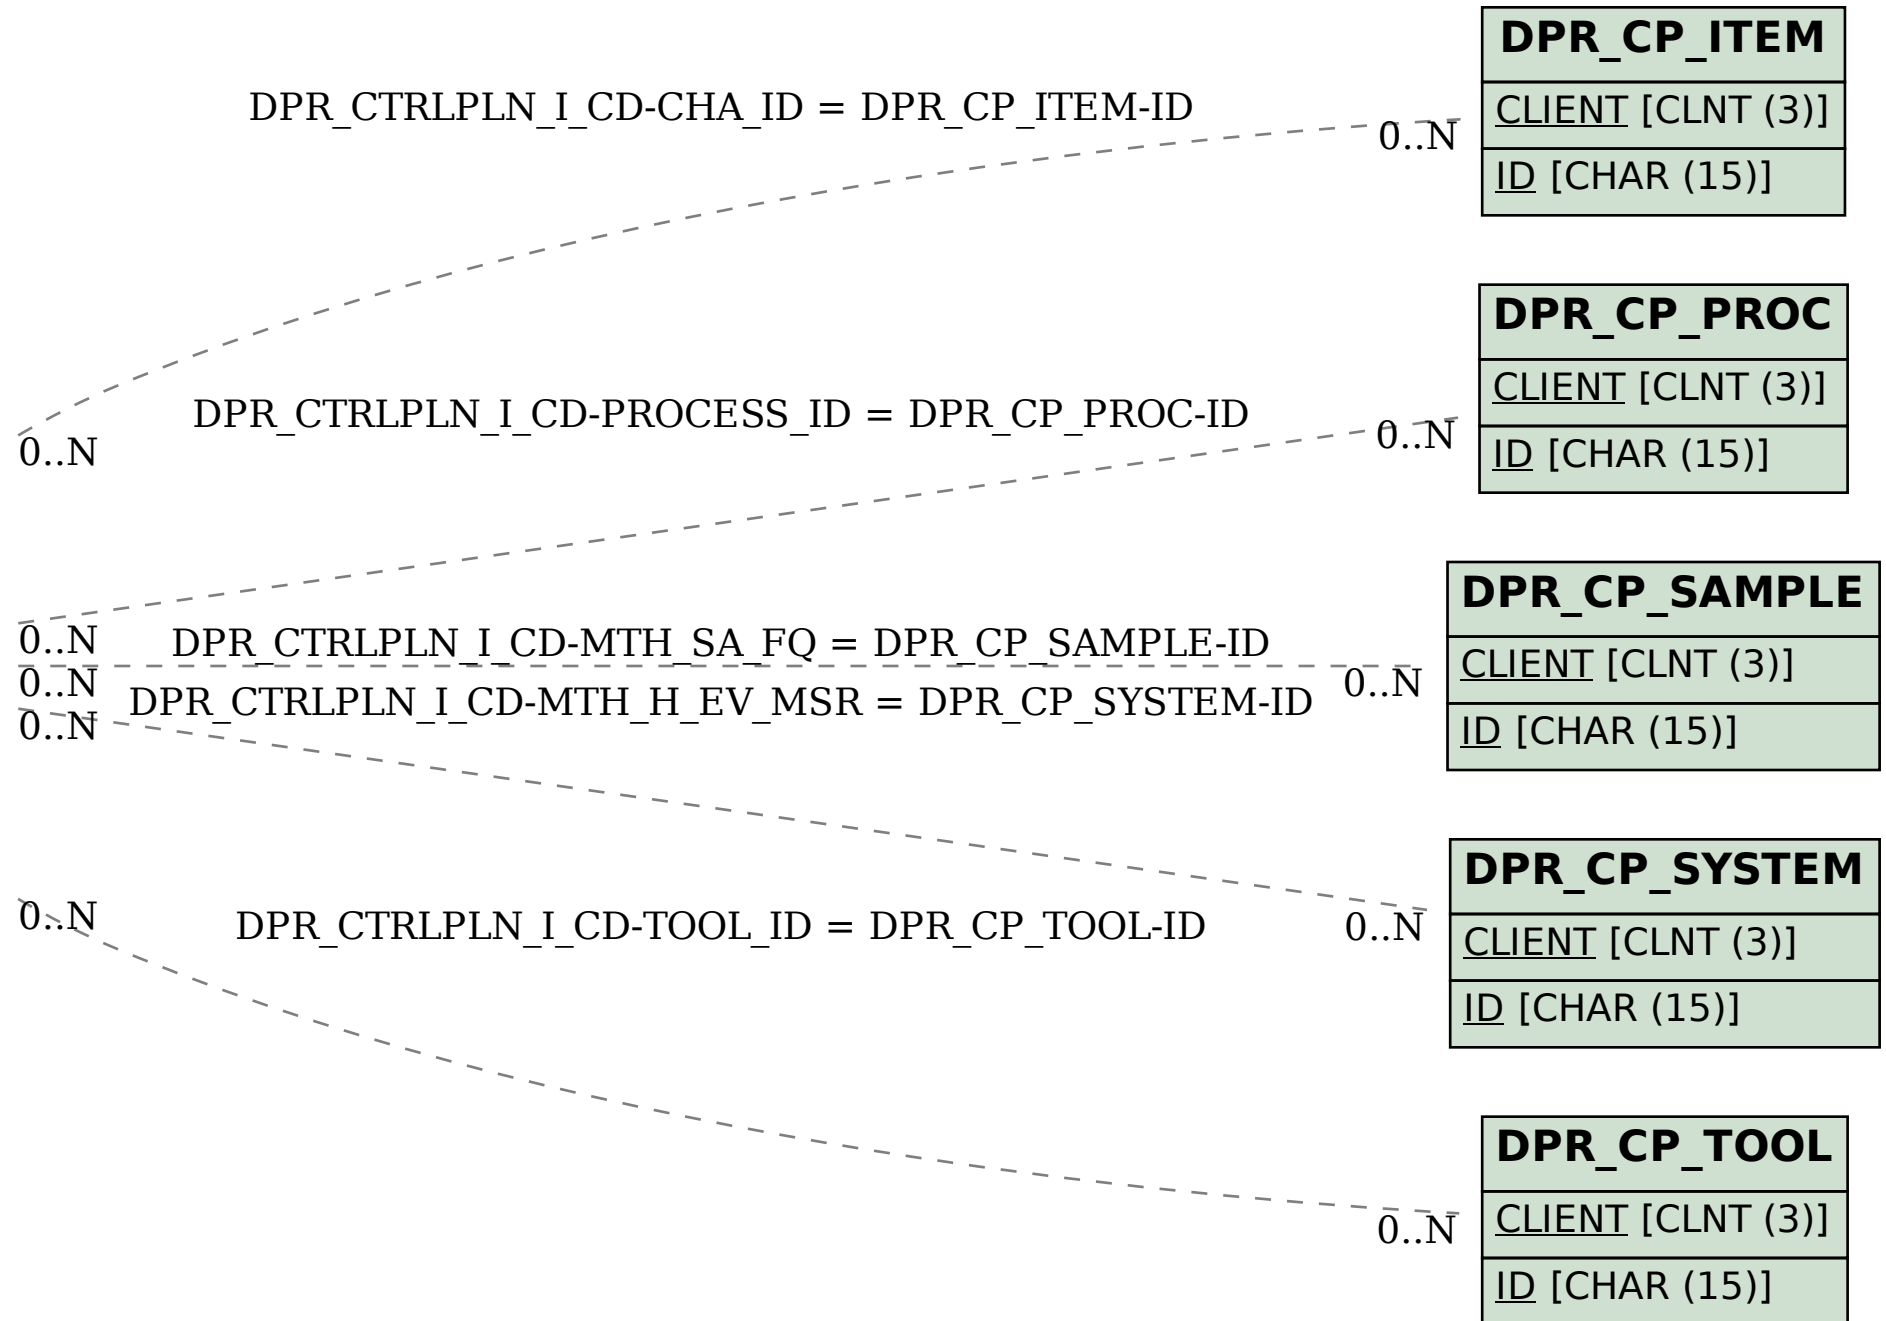 DPR_CP_ITEM
DPR_CTRLPLN_I_CD-CHA_ID = DPR_CP_ITEM-ID
CLIENT [CLNT (3)]
0..N
ID [CHAR (15)]
DPR_CP_PROC
CLIENT [CLNT (3)]
DPR_CTRLPLN_I_CD-PROCESS_ID = DPR_CP_PROC-ID
0..N
0..N
ID [CHAR (15)]
DPR_CP_SAMPLE
0..N
DPR_CTRLPLN_I_CD-MTH_SA_FQ = DPR_CP_SAMPLE-ID
CLIENT [CLNT (3)]
0..N
0..N
DPR_CTRLPLN_I_CD-MTH_H_EV_MSR = DPR_CP_SYSTEM-ID
0..N
ID [CHAR (15)]
DPR_CP_SYSTEM
0..N
DPR_CTRLPLN_I_CD-TOOL_ID = DPR_CP_TOOL-ID
0..N
CLIENT [CLNT (3)]
ID [CHAR (15)]
DPR_CP_TOOL
CLIENT [CLNT (3)]
0..N
ID [CHAR (15)]